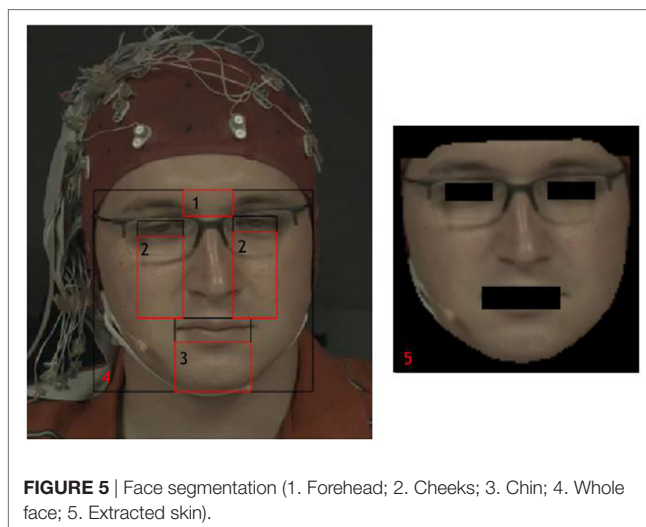 1
2 2
3
4
5
FIGURE 5 | Face segmentation (1. Forehead; 2. Cheeks; 3. Chin; 4. Whole
face; 5. Extracted skin).